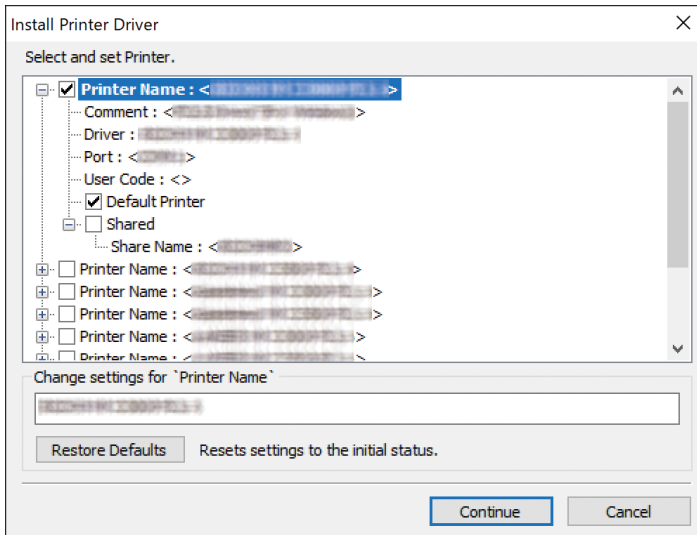 Install Printer Driver
Select and set Printer.
Printer Name : < >
Comment : < >
Driver :
Port : < >
User Code : <>
Default Printer
Shared
Share Name : < >
Printer Name : < >
Printer Name : < >
Printer Name : < >
Printer Name : < >
Printer Name : < >
Change settings for `Printer Name`
Restore Defaults Resets settings to the initial status.
Continue Cancel